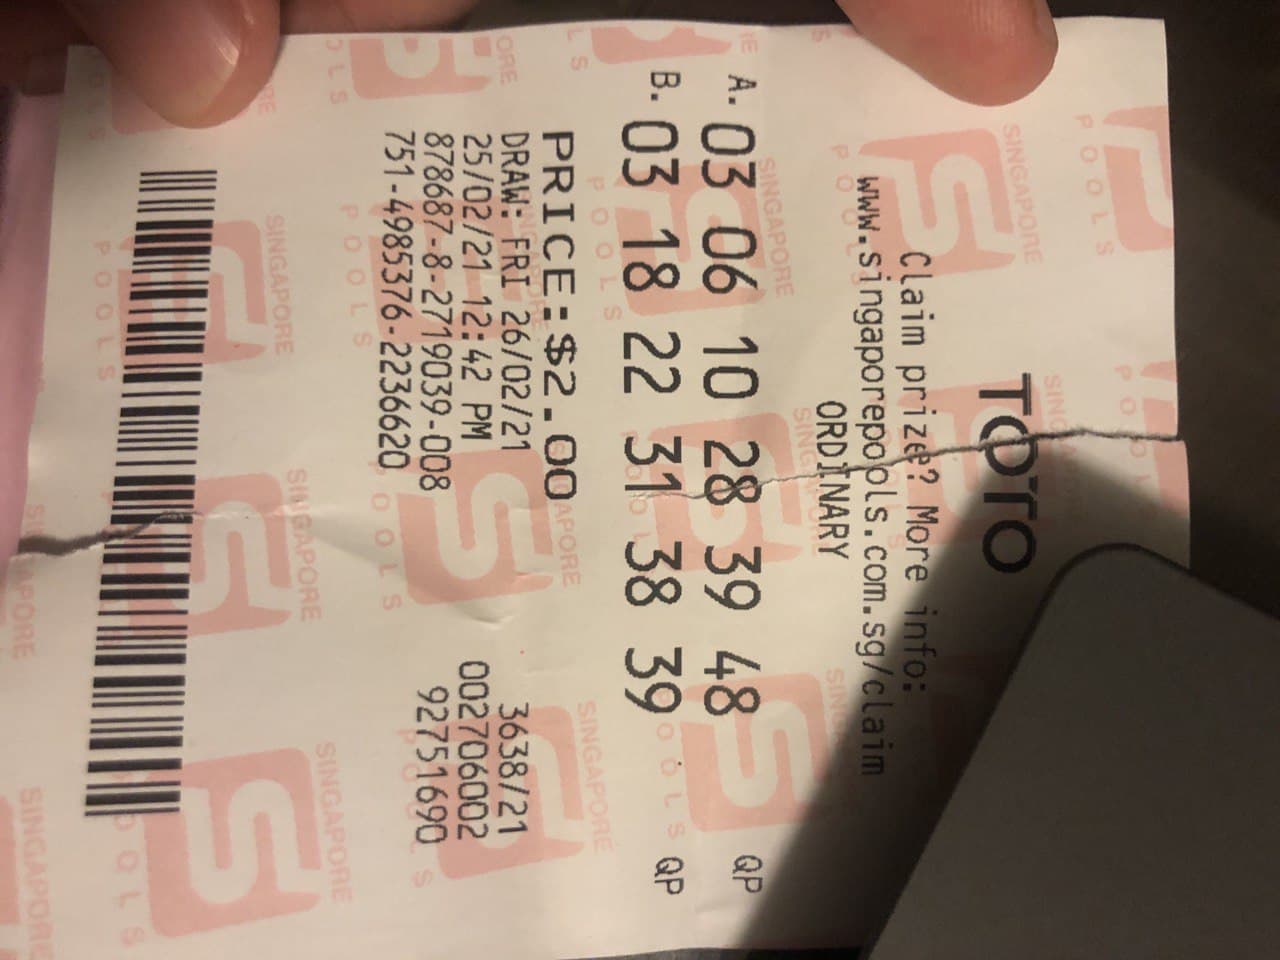 TOTO
Claim prize? More info:
www.singaporepools.com.sg/claim
ORDINARY
A. 03 06 10 28 39 48 QP
B. 03 18 22 31 38 39 QP
PRICE:$2.00
DRAW: FRI 26/02/21 3638/21
25/02/21 12:42 PM 002706002
878687-8-2719039-008 92751690
751-4985376-2236620
SINGAPORE POOLS